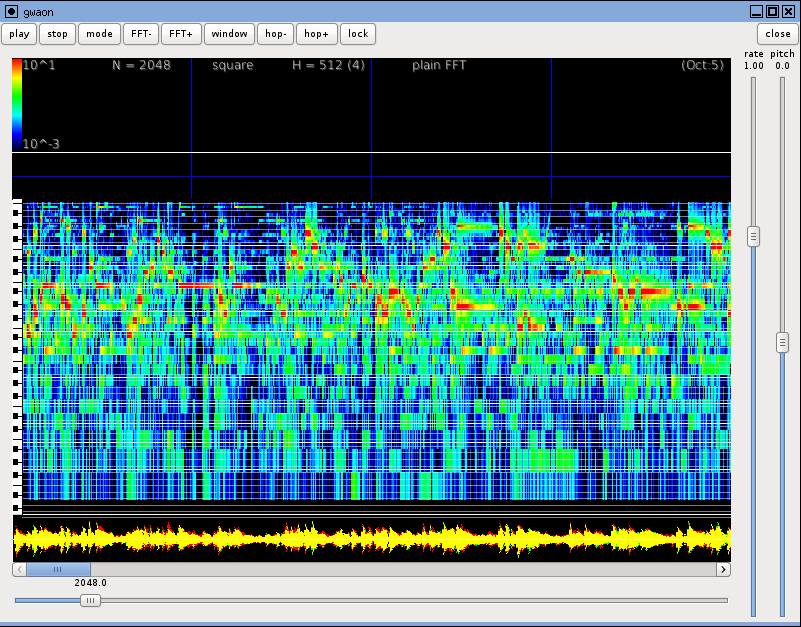 gwaon
play stop mode FFT- FFT+ window hop- hop+ lock close
rate pitch
1.00 0.0
10^1 N = 2048 square H = 512 (4) plain FFT (Oct:5)
10^-3
2048.0